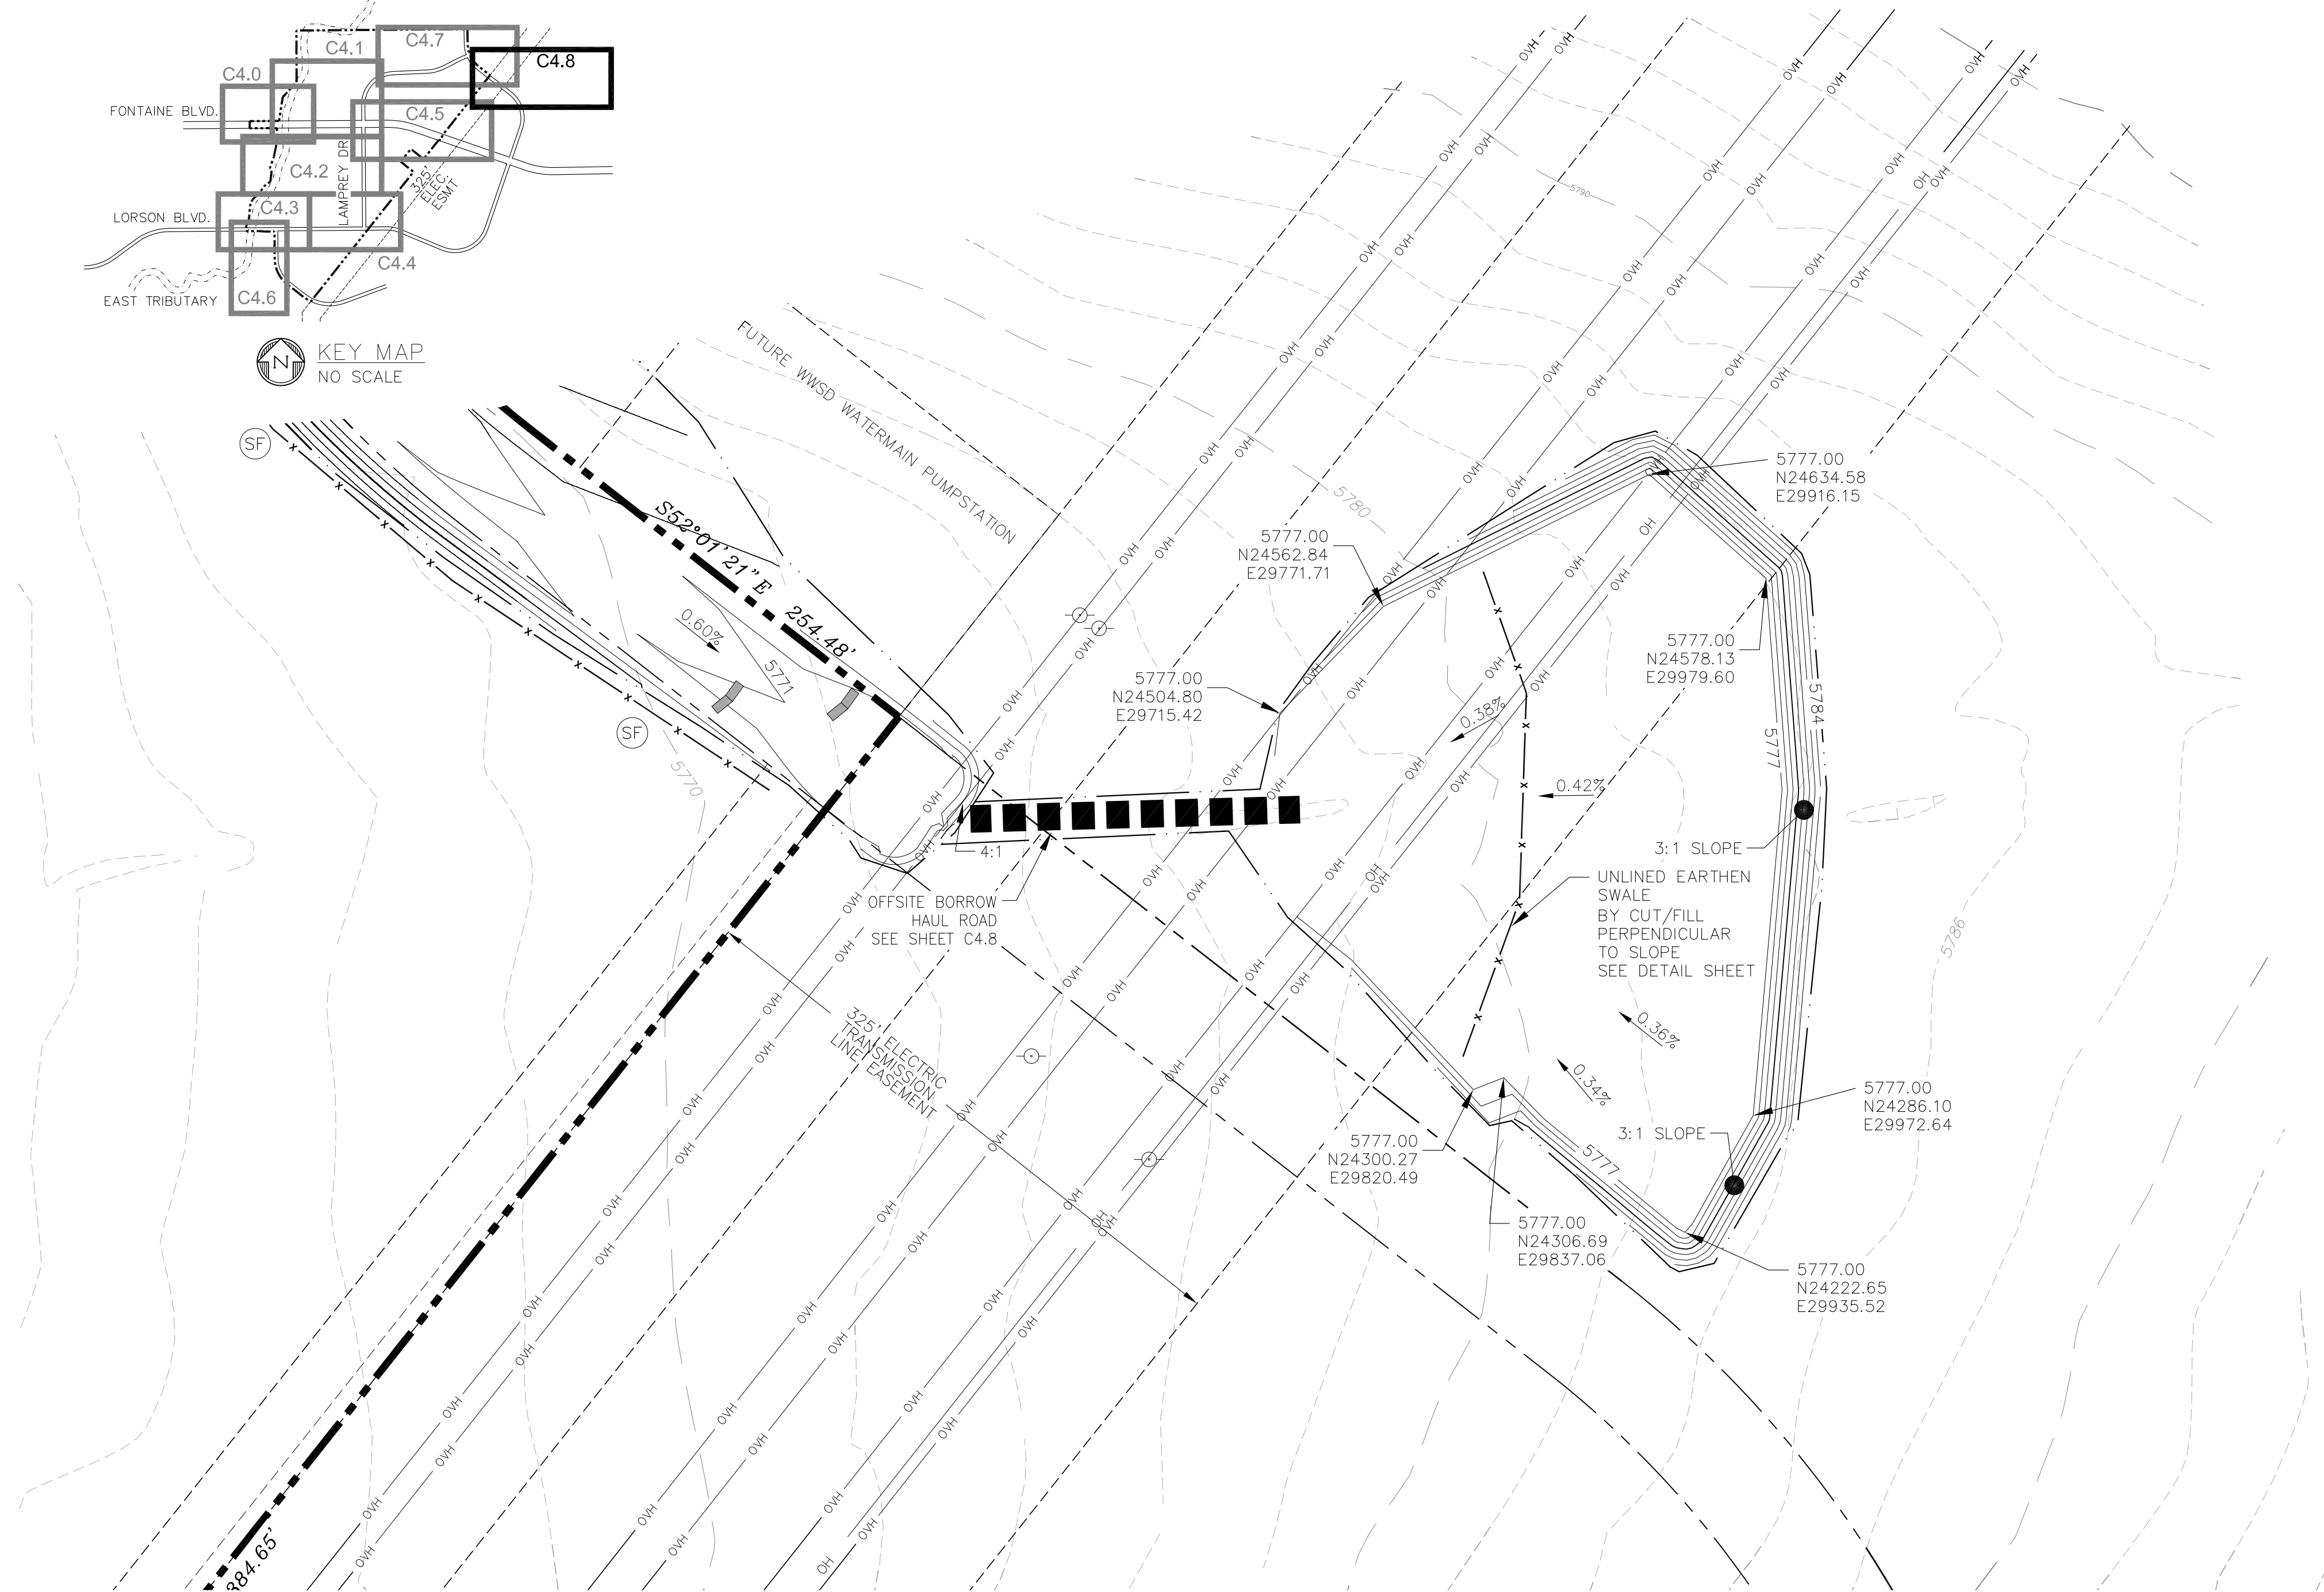 C4.7
C4.1
C4.8
C4.0
FONTAINE BLVD.
C4.5
LAMPREY DR
C4.2
325'
ELEC.
ESMT
LORSON BLVD.
C4.3
C4.4
EAST TRIBUTARY
C4.6
N
KEY MAP
NO SCALE
FUTURE WWSD WATERMAIN PUMPSTATION
SF
SF
S52°01'21"E 254.48'
0.60%
5771
5770
5780
5790
5777.00
N24634.58
E29916.15
5777.00
N24562.84
E29771.71
5777.00
N24578.13
E29979.60
5777.00
N24504.80
E29715.42
0.38%
0.42%
5777
5784
3:1 SLOPE
UNLINED EARTHEN
SWALE
BY CUT/FILL
PERPENDICULAR
TO SLOPE
SEE DETAIL SHEET
4:1
OFFSITE BORROW
HAUL ROAD
SEE SHEET C4.8
5786
325' ELECTRIC
TRANSMISSION
LINE EASEMENT
0.36%
0.34%
5777.00
N24286.10
E29972.64
3:1 SLOPE
5777
5777.00
N24300.27
E29820.49
5777.00
N24306.69
E29837.06
5777.00
N24222.65
E29935.52
384.65'
OVH
OH
x